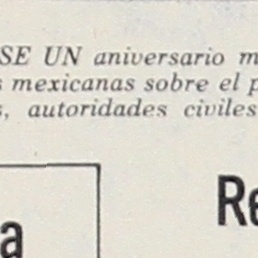 SE UN aniversario m
s mexicanas sobre el p
s, autoridades civiles
Re
a